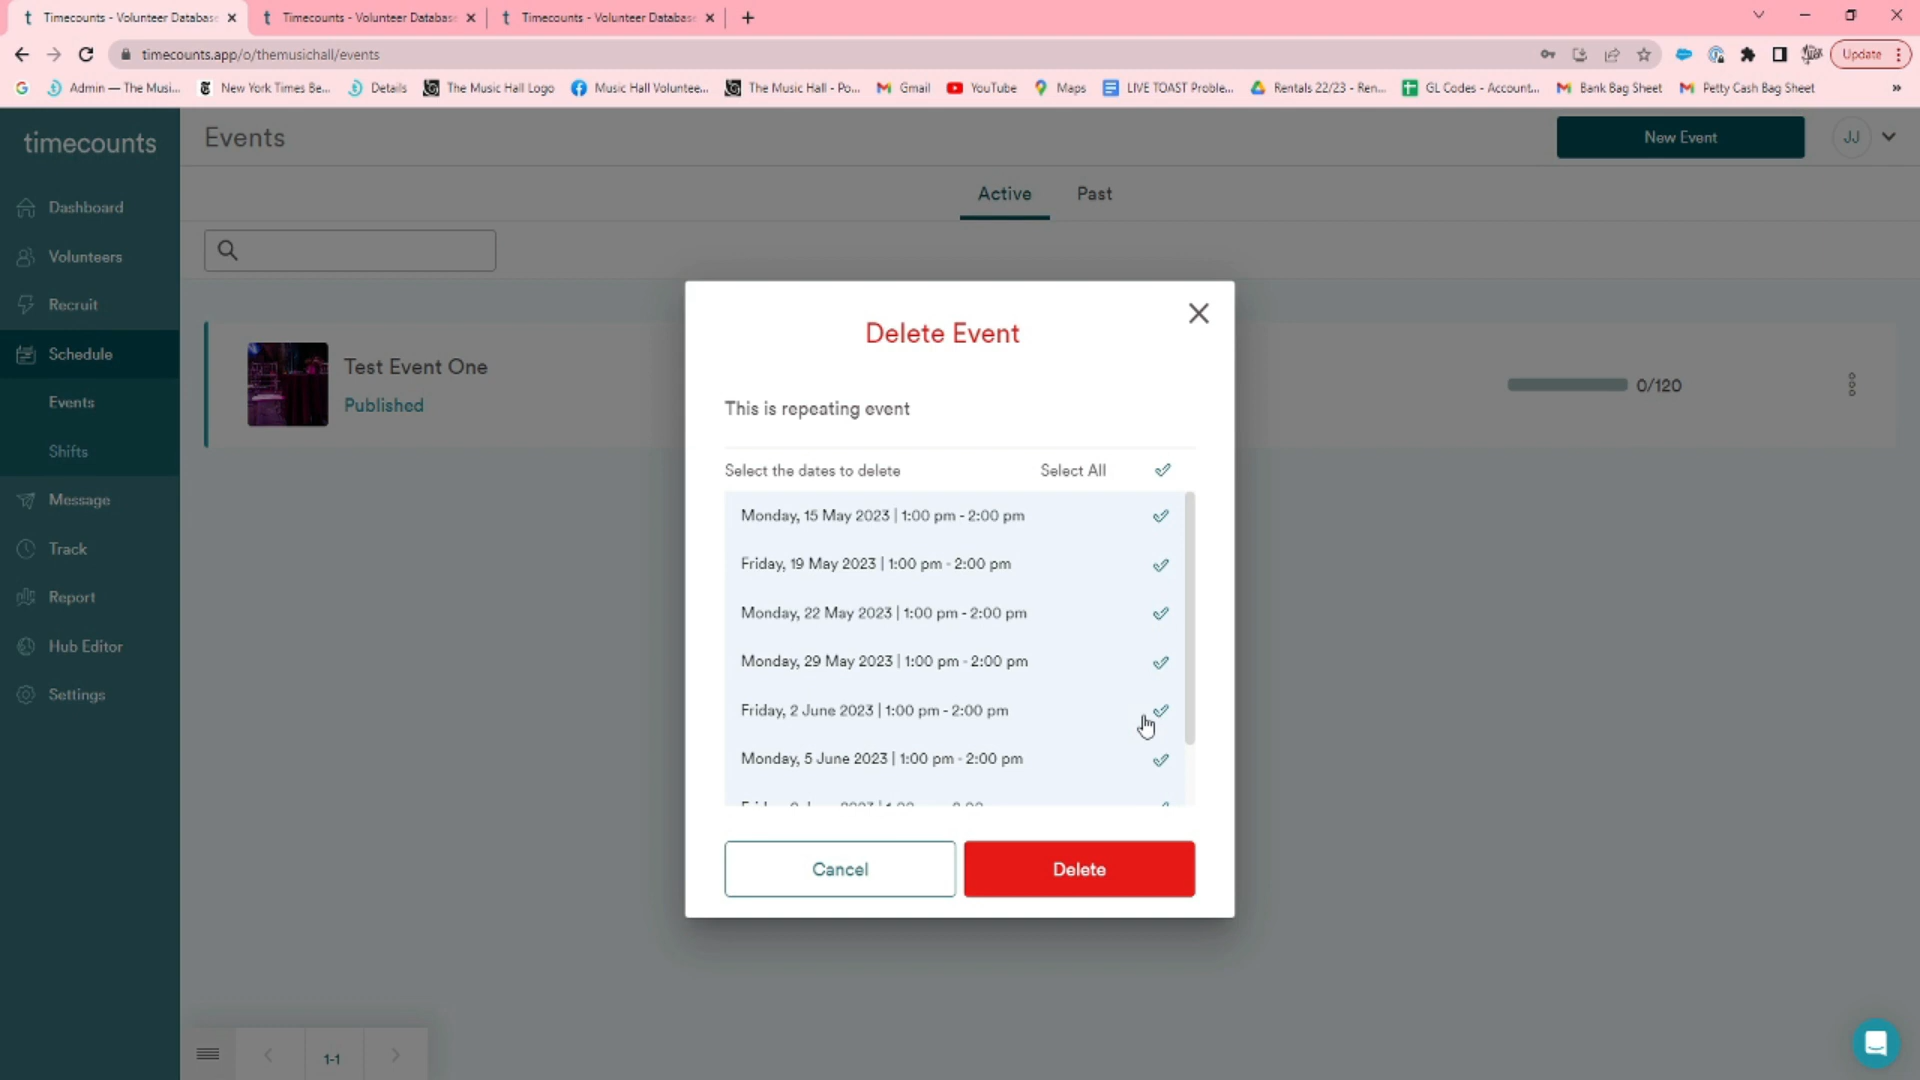 Timecounts - Volunteer Database
Timecounts - Volunteer Database
Timecounts - Volunteer Database
timecounts.app/o/themusichall/events
Update
Admin — The Musi...
New York Times Be...
Details
The Music Hall Logo
Music Hall Voluntee...
The Music Hall - Po...
Gmail
YouTube
Maps
LIVE TOAST Proble...
Rentals 22/23 - Ren...
GL Codes - Account...
Bank Bag Sheet
Petty Cash Bag Sheet
timecounts
Events
New Event
JJ
Dashboard
Volunteers
Recruit
Schedule
Events
Shifts
Message
Track
Report
Hub Editor
Settings
Active
Past
Test Event One
Published
0/120
Delete Event
This is repeating event
Select the dates to delete
Select All
Monday, 15 May 2023 | 1:00 pm - 2:00 pm
Friday, 19 May 2023 | 1:00 pm - 2:00 pm
Monday, 22 May 2023 | 1:00 pm - 2:00 pm
Monday, 29 May 2023 | 1:00 pm - 2:00 pm
Friday, 2 June 2023 | 1:00 pm - 2:00 pm
Monday, 5 June 2023 | 1:00 pm - 2:00 pm
Cancel
Delete
1-1